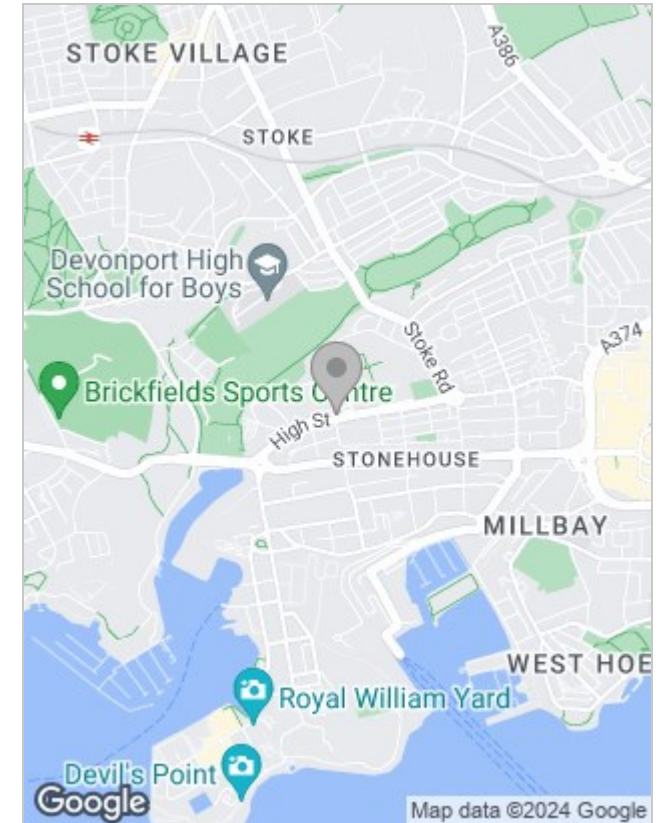 STOKE VILLAGE
A386
STOKE
Devonport High
School for Boys
Stoke Rd
A374
Brickfields Sports Centre
High St
STONEHOUSE
MILLBAY
WEST HOE
Royal William Yard
Devil's Point
Google
Map data ©2024 Google